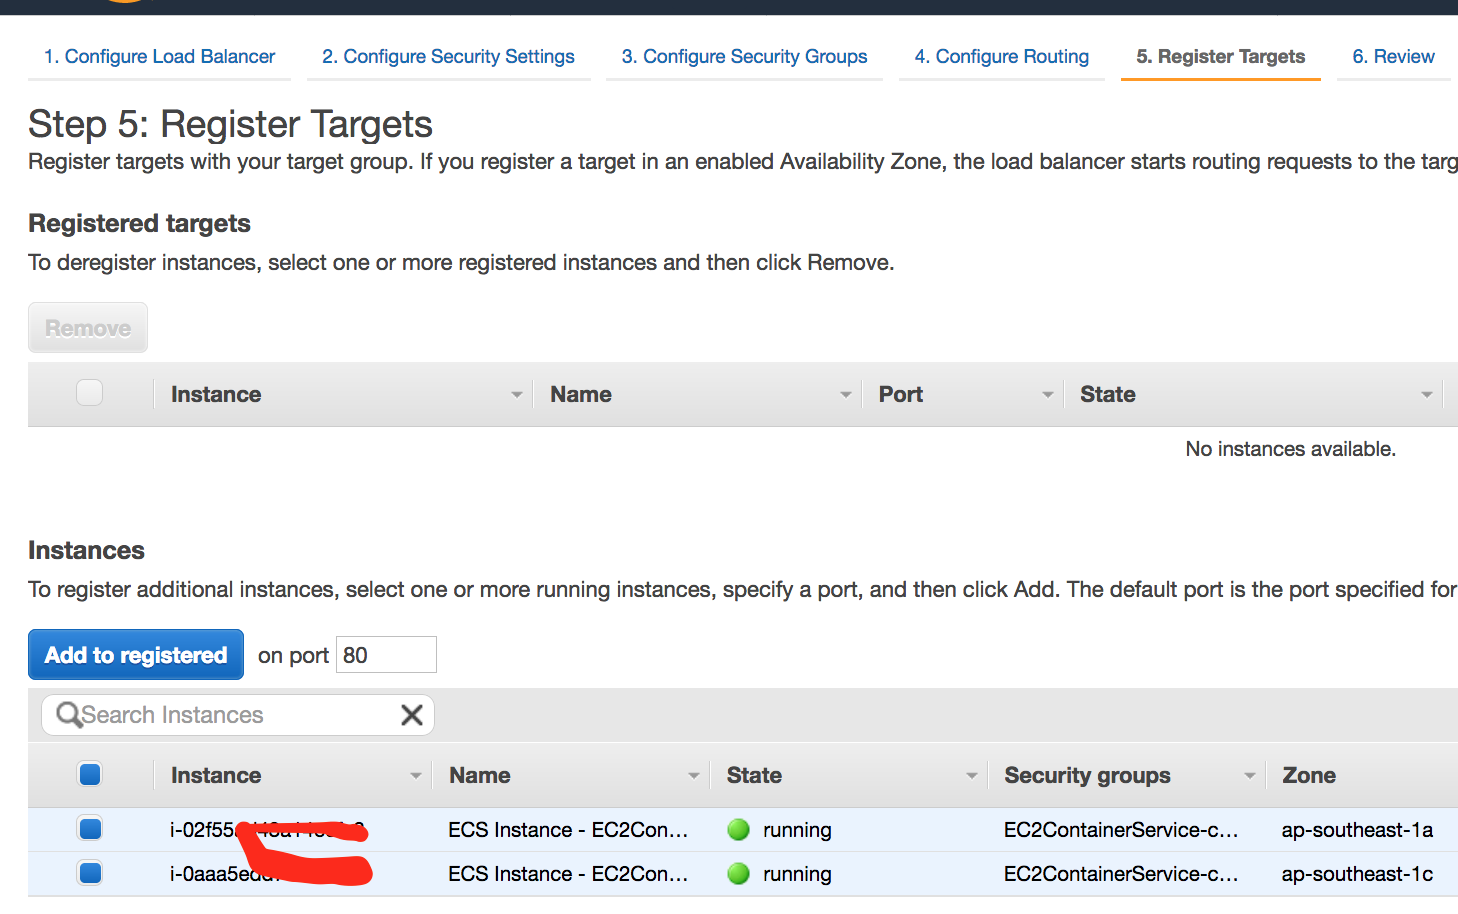 1. Configure Load Balancer 2. Configure Security Settings 3. Configure Security Groups 4. Configure Routing 5. Register Targets 6. Review
Step 5: Register Targets
Register targets with your target group. If you register a target in an enabled Availability Zone, the load balancer starts routing requests to the targ
Registered targets
To deregister instances, select one or more registered instances and then click Remove.
Remove
Instance Name Port State
No instances available.
Instances
To register additional instances, select one or more running instances, specify a port, and then click Add. The default port is the port specified for
Add to registered on port 80
Search Instances
Instance Name State Security groups Zone
ECS Instance - EC2Con... running EC2ContainerService-c... ap-southeast-1a
ECS Instance - EC2Con... running EC2ContainerService-c... ap-southeast-1c